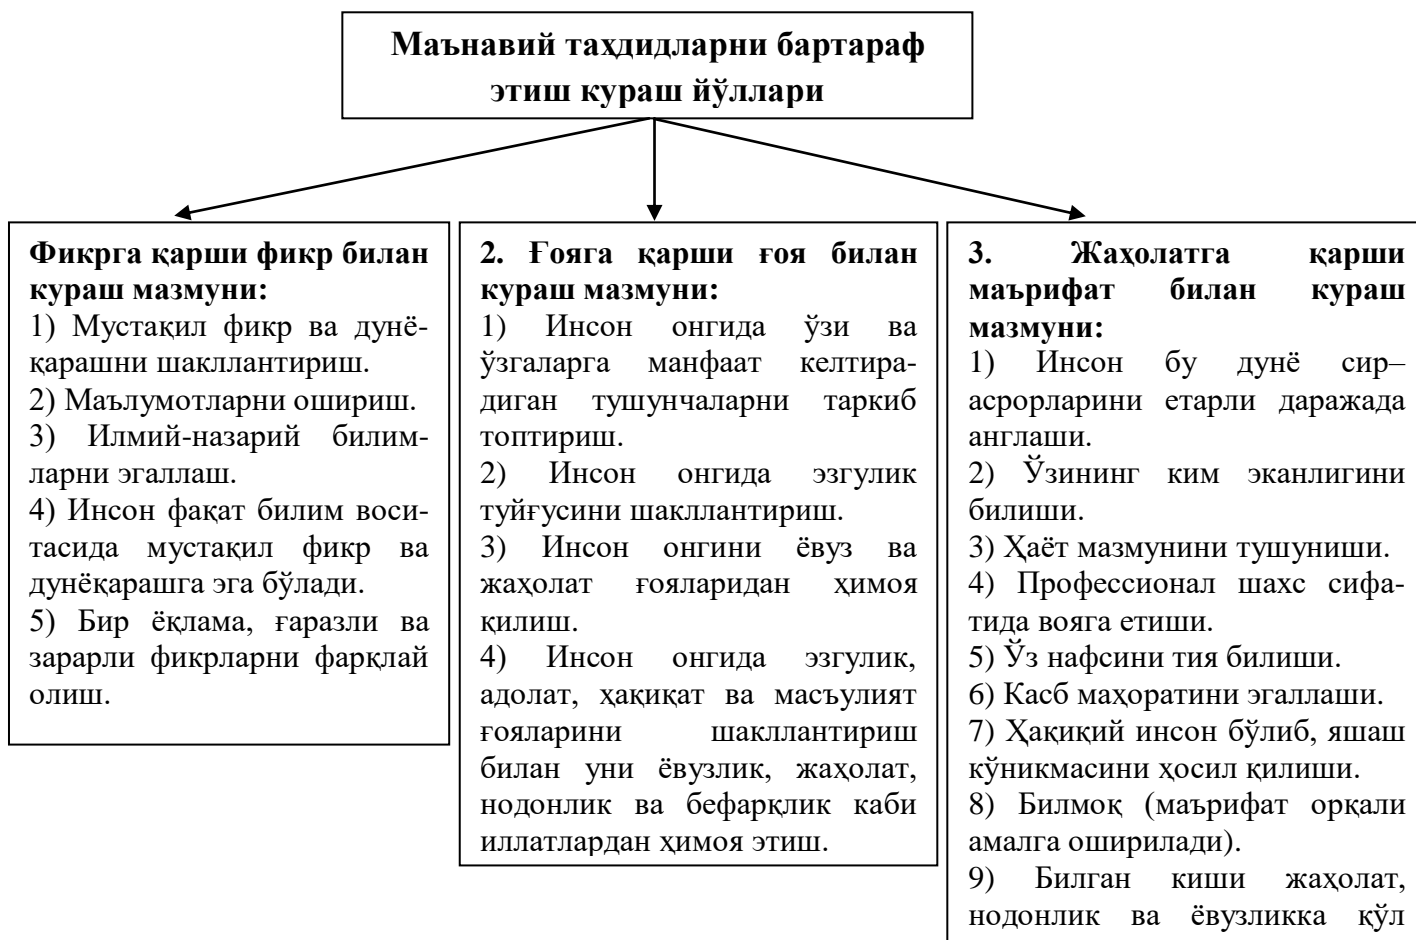 Маънавий таҳдидларни бартараф
этиш кураш йўллари
Фикрга қарши фикр билан
кураш мазмуни:
1) Мустақил фикр ва дунё-
қарашни шакллантириш.
2) Маълумотларни ошириш.
3) Илмий-назарий билим-
ларни эгаллаш.
4) Инсон фақат билим воси-
тасида мустақил фикр ва
дунёқарашга эга бўлади.
5) Бир ёқлама, ғаразли ва
зарарли фикрларни фарқлай
олиш.
2. Ғояга қарши ғоя билан
кураш мазмуни:
1) Инсон онгида ўзи ва
ўзгаларга манфаат келтира-
диган тушунчаларни таркиб
топтириш.
2) Инсон онгида эзгулик
туйғусини шакллантириш.
3) Инсон онгини ёвуз ва
жаҳолат ғояларидан ҳимоя
қилиш.
4) Инсон онгида эзгулик,
адолат, ҳақиқат ва масъулият
ғояларини шакллантириш
билан уни ёвузлик, жаҳолат,
нодонлик ва бефарқлик каби
иллатлардан ҳимоя этиш.
3. Жаҳолатга қарши
маърифат билан кураш
мазмуни:
1) Инсон бу дунё сир–
асрорларини етарли даражада
англаши.
2) Ўзининг ким эканлигини
билиши.
3) Ҳаёт мазмунини тушуниши.
4) Профессионал шахс сифа-
тида вояга етиши.
5) Ўз нафсини тия билиши.
6) Касб маҳоратини эгаллаши.
7) Ҳақиқий инсон бўлиб, яшаш
кўникмасини ҳосил қилиши.
8) Билмоқ (маърифат орқали
амалга оширилади).
9) Билган киши жаҳолат,
нодонлик ва ёвузликка қўл